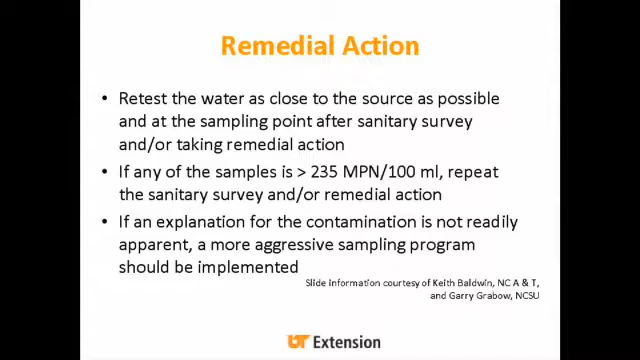 Remedial Action
• Retest the water as close to the source as possible
and at the sampling point after sanitary survey
and/or taking remedial action
• If any of the samples is > 235 MPN/100 ml, repeat
the sanitary survey and/or remedial action
• If an explanation for the contamination is not readily
apparent, a more aggressive sampling program
should be implemented
Slide information courtesy of Keith Baldwin, NC A & T,
and Garry Grabow, NCSU
UT Extension